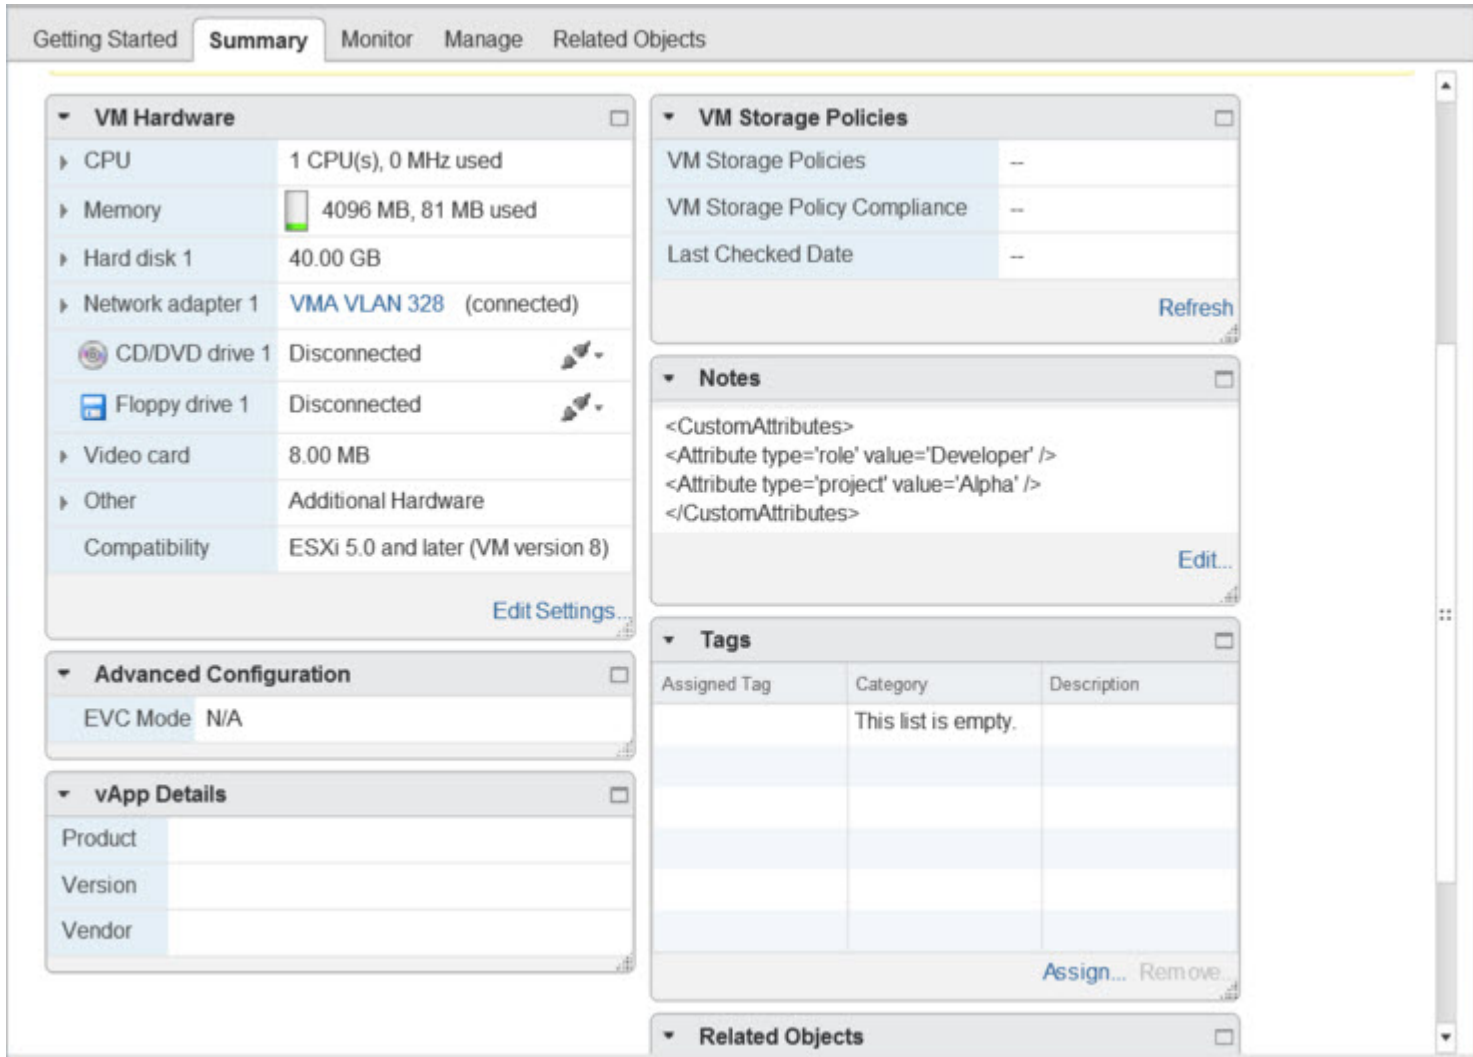 Getting Started Summary Monitor Manage Related Objects
VM Hardware
CPU 1 CPU(s), 0 MHz used
Memory 4096 MB, 81 MB used
Hard disk 1 40.00 GB
Network adapter 1 VMA VLAN 328 (connected)
CD/DVD drive 1 Disconnected
Floppy drive 1 Disconnected
Video card 8.00 MB
Other Additional Hardware
Compatibility ESXi 5.0 and later (VM version 8)
Edit Settings...
Advanced Configuration
EVC Mode N/A
vApp Details
Product
Version
Vendor
VM Storage Policies
VM Storage Policies --
VM Storage Policy Compliance --
Last Checked Date --
Refresh
Notes
<CustomAttributes>
<Attribute type='role' value='Developer' />
<Attribute type='project' value='Alpha' />
</CustomAttributes>
Edit...
Tags
Assigned Tag Category Description
This list is empty.
Assign... Remove...
Related Objects